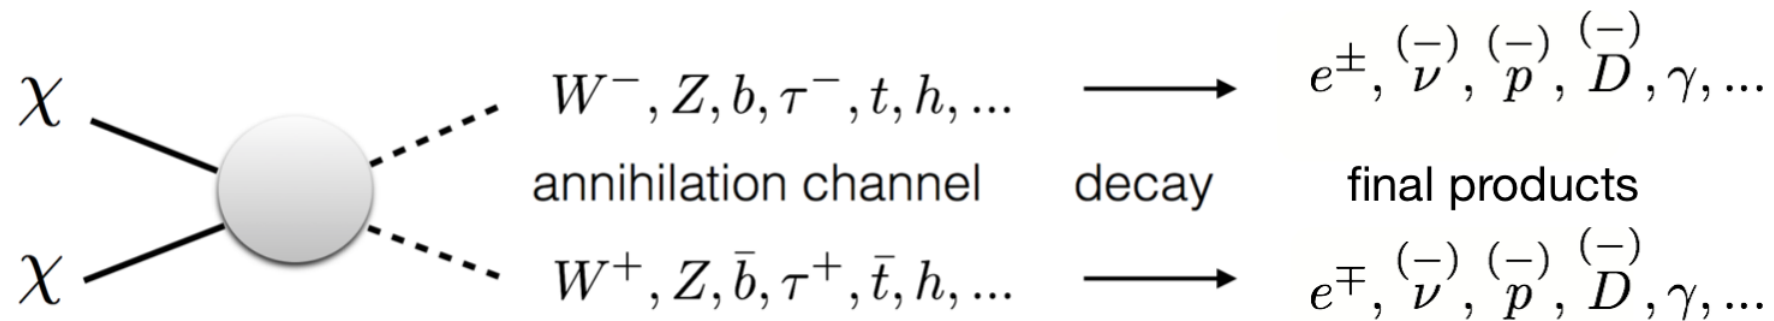 χ W⁻, Z, b, τ⁻, t, h, ... e±, (−)ν, (−)p, (−)D, γ, ...
annihilation channel decay final products
χ W⁺, Z, b̄, τ⁺, t̄, h, ... e∓, (−)ν, (−)p, (−)D, γ, ...